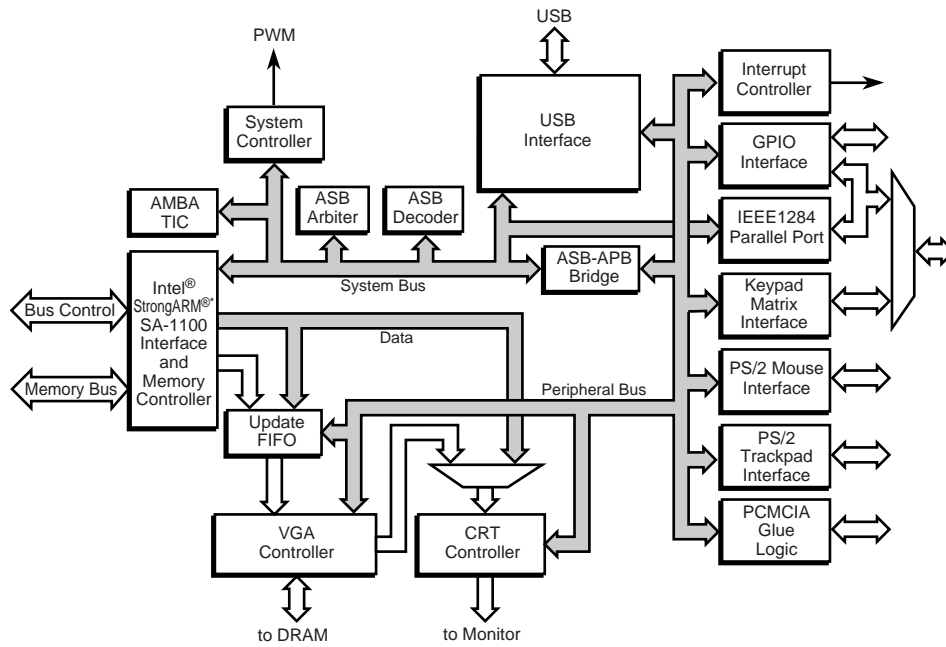 USB
PWM
System
Controller
USB
Interface
Interrupt
Controller
GPIO
Interface
AMBA
TIC
ASB
Arbiter
ASB
Decoder
IEEE1284
Parallel Port
ASB-APB
Bridge
System Bus
Intel®
StrongARM®*
SA-1100
Interface
and
Memory
Controller
Bus Control
Memory Bus
Data
Keypad
Matrix
Interface
Peripheral Bus
PS/2 Mouse
Interface
Update
FIFO
PS/2
Trackpad
Interface
VGA
Controller
CRT
Controller
PCMCIA
Glue
Logic
to DRAM
to Monitor